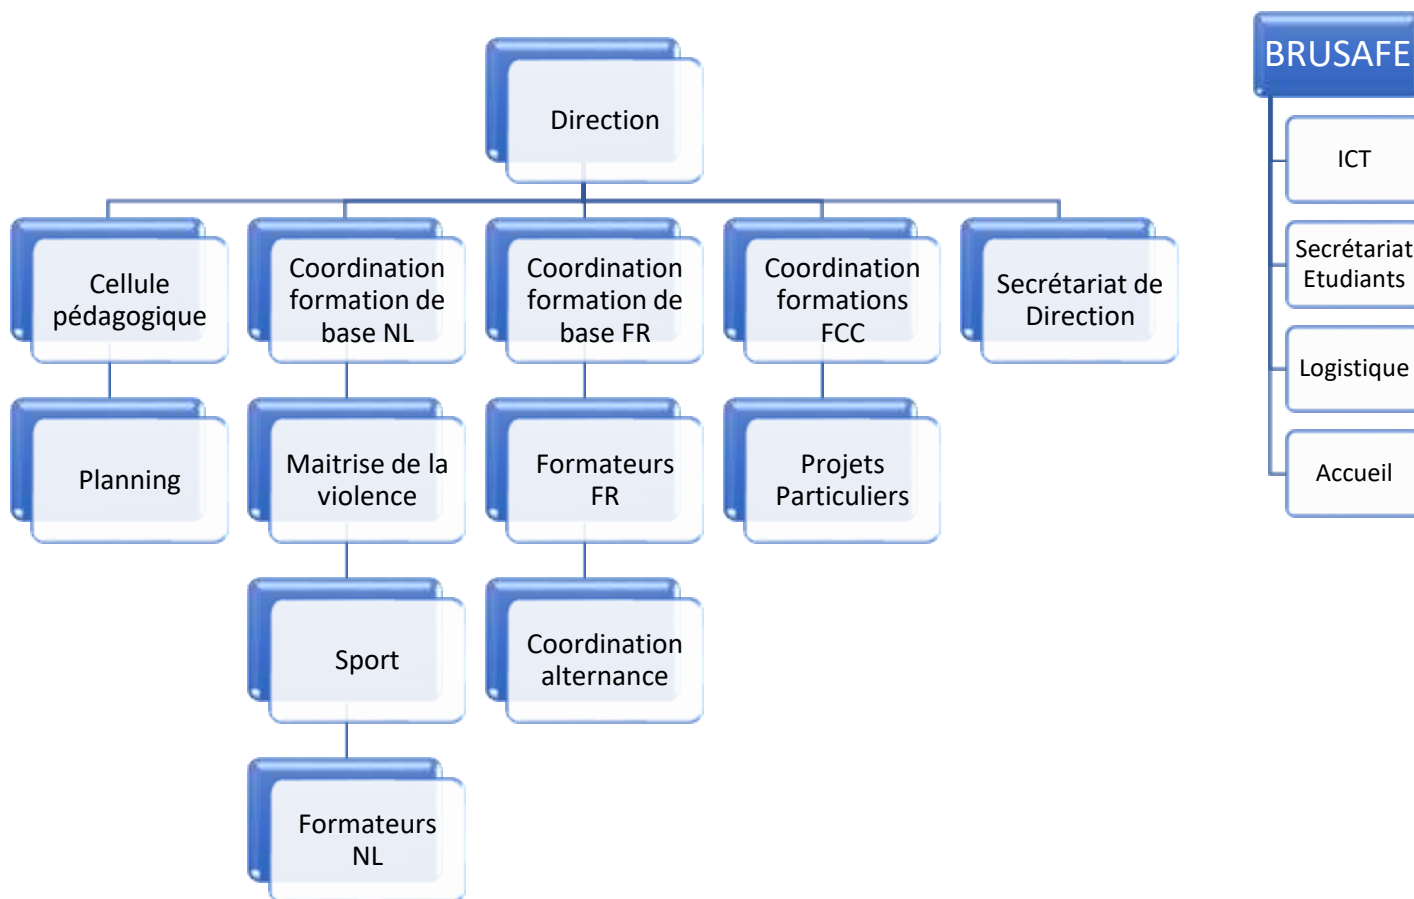 Direction
Cellule
pédagogique
Coordination
formation de
base NL
Coordination
formation de
base FR
Coordination
formations
FCC
Secrétariat de
Direction
Planning
Maitrise de la
violence
Formateurs
FR
Projets
Particuliers
Sport
Coordination
alternance
Formateurs
NL
BRUSAFE
ICT
Secrétariat
Etudiants
Logistique
Accueil